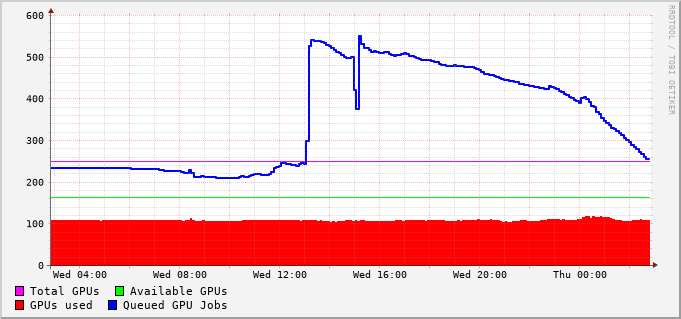 600
500
400
300
200
100
0
Wed 04:00 Wed 08:00 Wed 12:00 Wed 16:00 Wed 20:00 Thu 00:00
Total GPUs Available GPUs
GPUs used Queued GPU Jobs
RRDTOOL / TOBI OETIKER